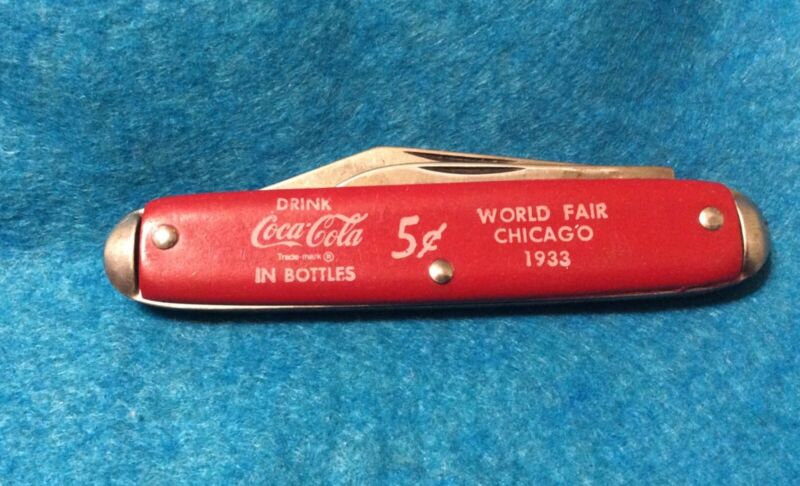 DRINK
Coca-Cola
Trade-mark ®
IN BOTTLES
5¢
WORLD FAIR
CHICAGO
1933